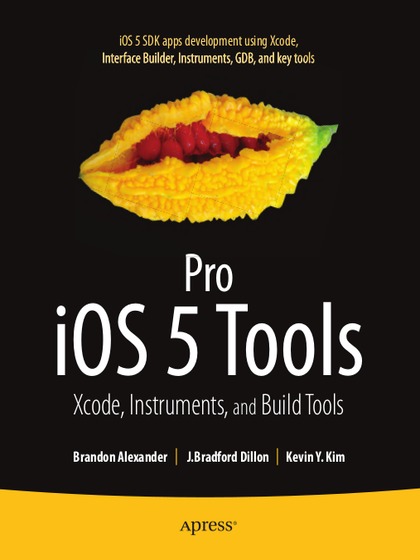 iOS 5 SDK apps development using Xcode,
Interface Builder, Instruments, GDB, and key tools
Pro
iOS 5 Tools
Xcode, Instruments, and Build Tools
Brandon Alexander | J.Bradford Dillon | Kevin Y. Kim
Apress®